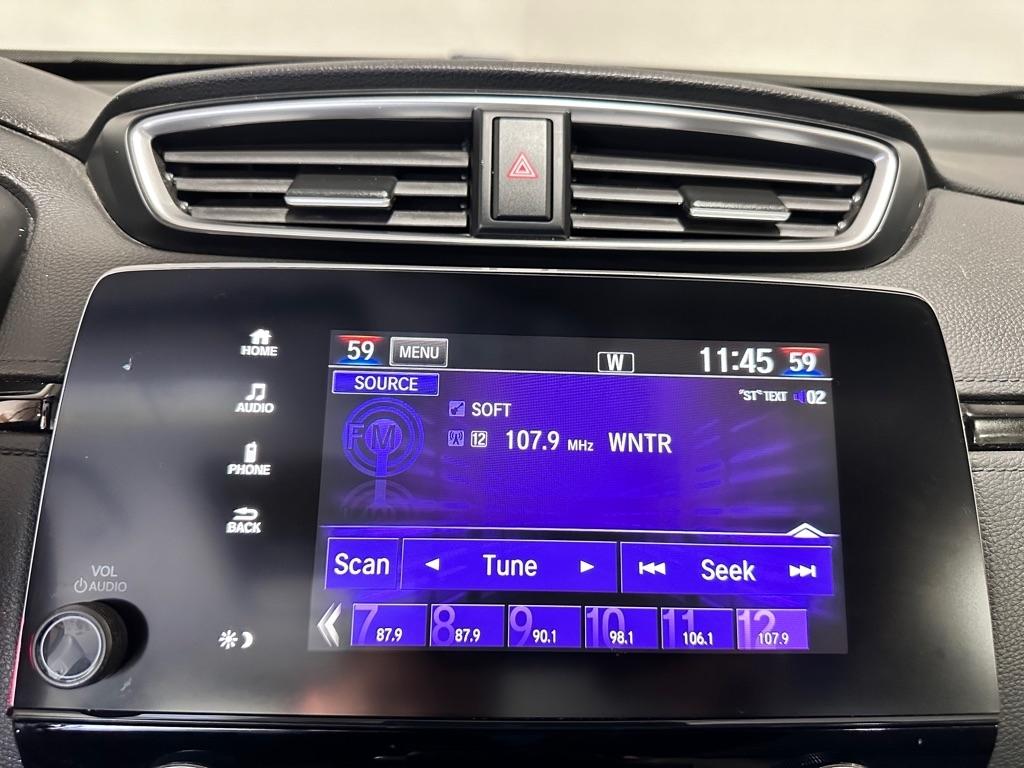 HOME
AUDIO
PHONE
BACK
VOL
AUDIO
59 MENU W 11:45 59
SOURCE
"ST" TEXT 02
FM
SOFT
12 107.9 MHz WNTR
Scan Tune Seek
7 87.9 8 87.9 9 90.1 10 98.1 11 106.1 12 107.9